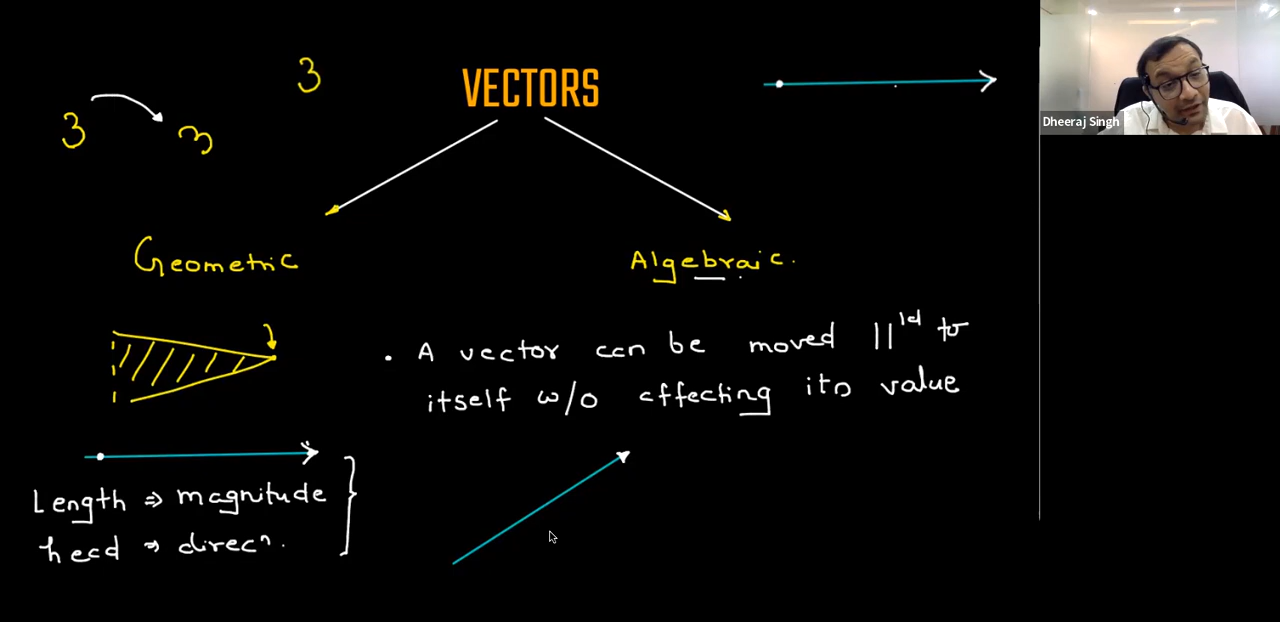 3
VECTORS
3
3
Dheeraj Singh
Geometric
Algebraic.
. A vector can be moved ||ld to
itself w/o affecting its value
Length ⇒ magnitude
head ⇒ direcn.